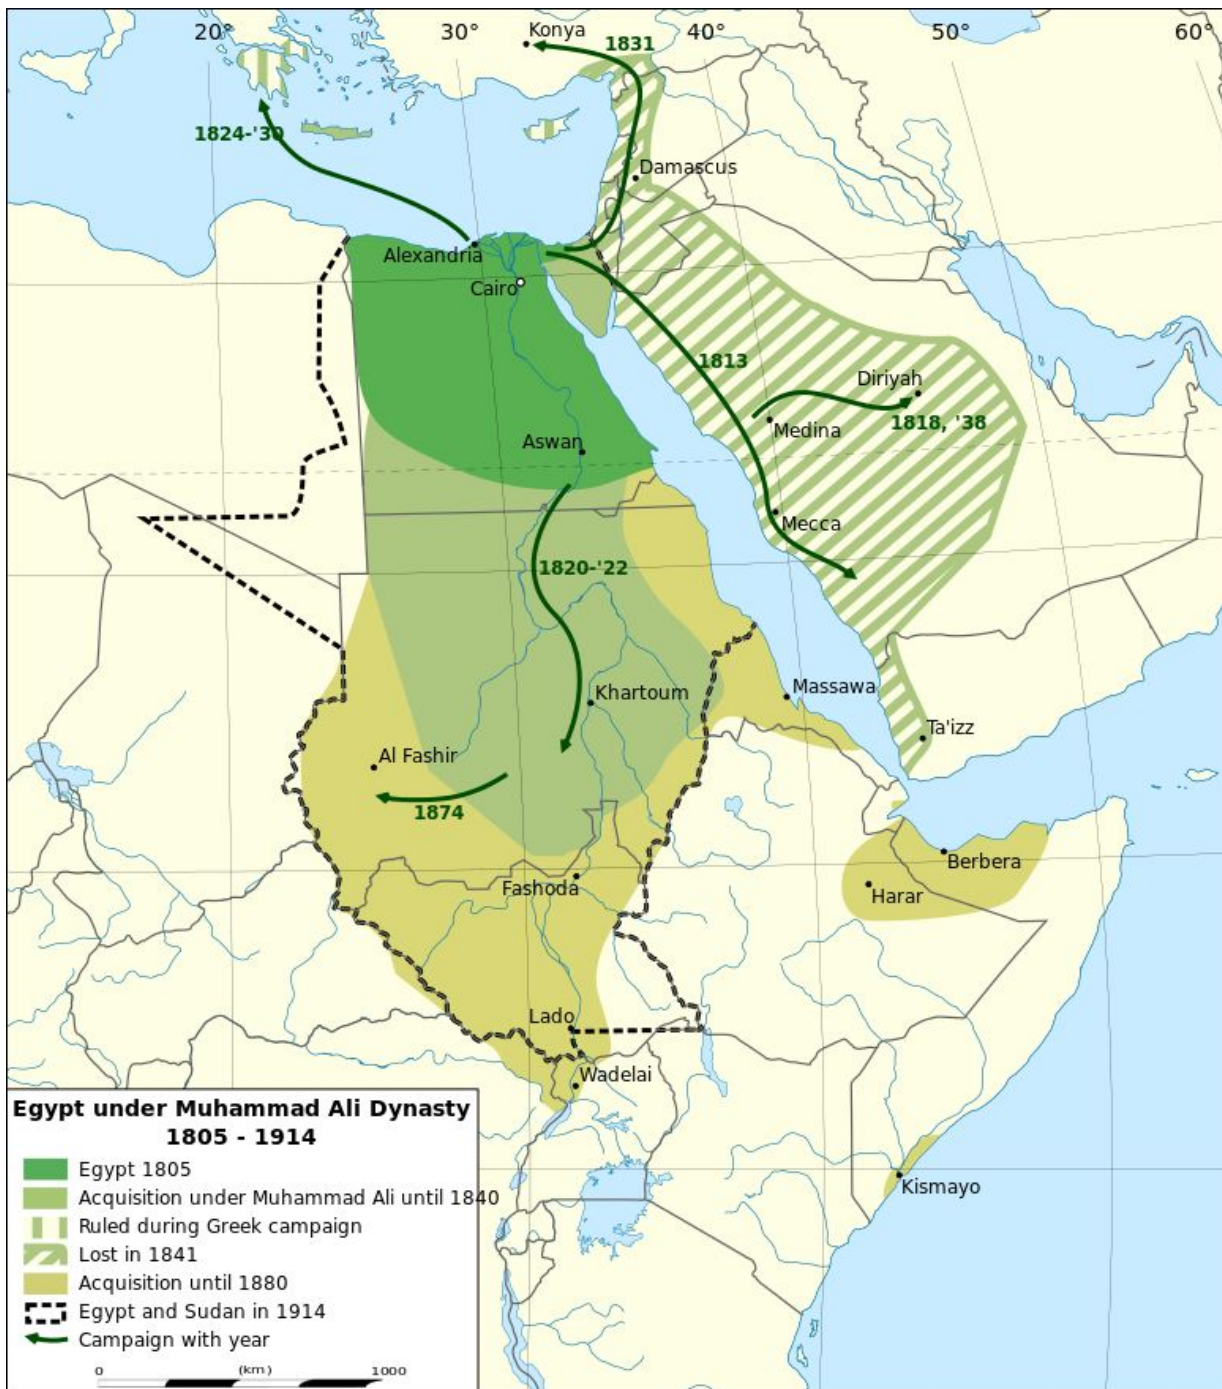 20°
30°
40°
50°
60°
Konya
1831
1824-'30
Damascus
Alexandria
Cairo
1813
Diriyah
1818, '38
Medina
Aswan
Mecca
1820-'22
Khartoum
Massawa
Ta'izz
Al Fashir
1874
Berbera
Fashoda
Harar
Lado
Wadelai
Kismayo
Egypt under Muhammad Ali Dynasty
1805 - 1914
Egypt 1805
Acquisition under Muhammad Ali until 1840
Ruled during Greek campaign
Lost in 1841
Acquisition until 1880
Egypt and Sudan in 1914
Campaign with year
0 (km) 1000